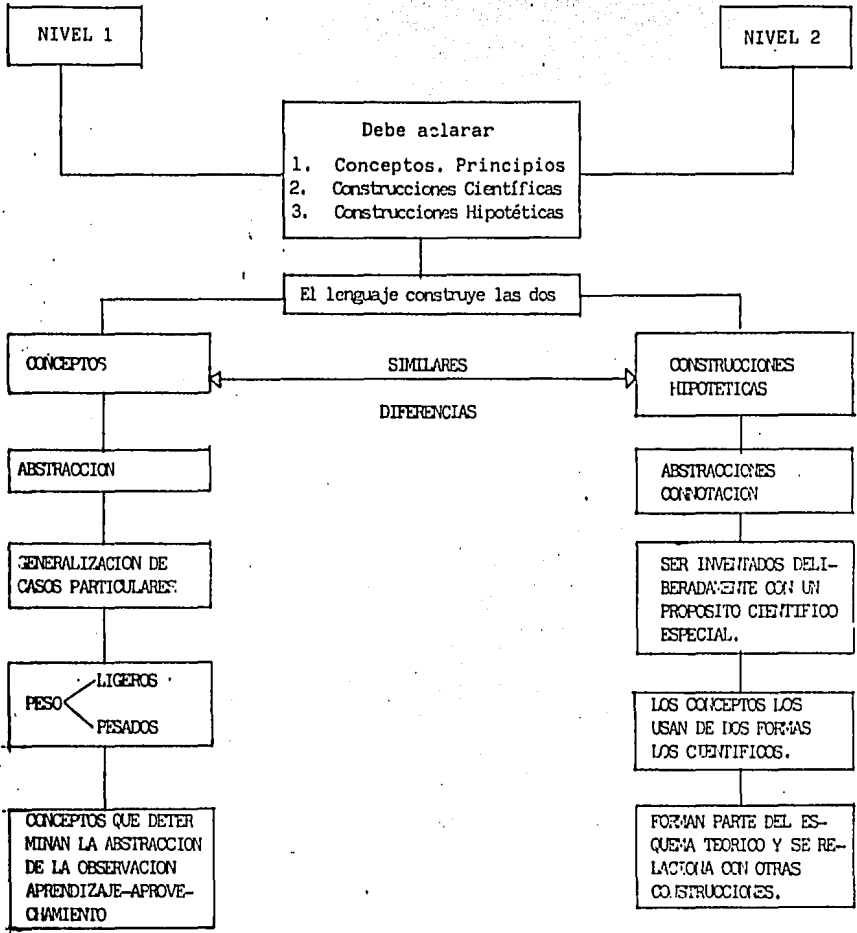 NIVEL 1
NIVEL 2
Debe aclarar
1. Conceptos. Principios
2. Construcciones Científicas
3. Construcciones Hipotéticas
El lenguaje construye las dos
CONCEPTOS
SIMILARES
DIFERENCIAS
CONSTRUCCIONES
HIPOTETICAS
ABSTRACCION
GENERALIZACION DE
CASOS PARTICULARES.
PESO
LIGEROS
PESADOS
CONCEPTOS QUE DETER
MINAN LA ABSTRACCION
DE LA OBSERVACION
APRENDIZAJE-APROVE-
CHAMIENTO
ABSTRACCIONES
CONNOTACION
SER INVENTADOS DELI-
BERADAMENTE CON UN
PROPOSITO CIENTIFICO
ESPECIAL.
LOS CONCEPTOS LOS
USAN DE DOS FORMAS
LOS CIENTIFICOS.
FORMAN PARTE DEL ES-
QUEMA TEORICO Y SE RE-
LACIONA CON OTRAS
CONSTRUCCIONES.